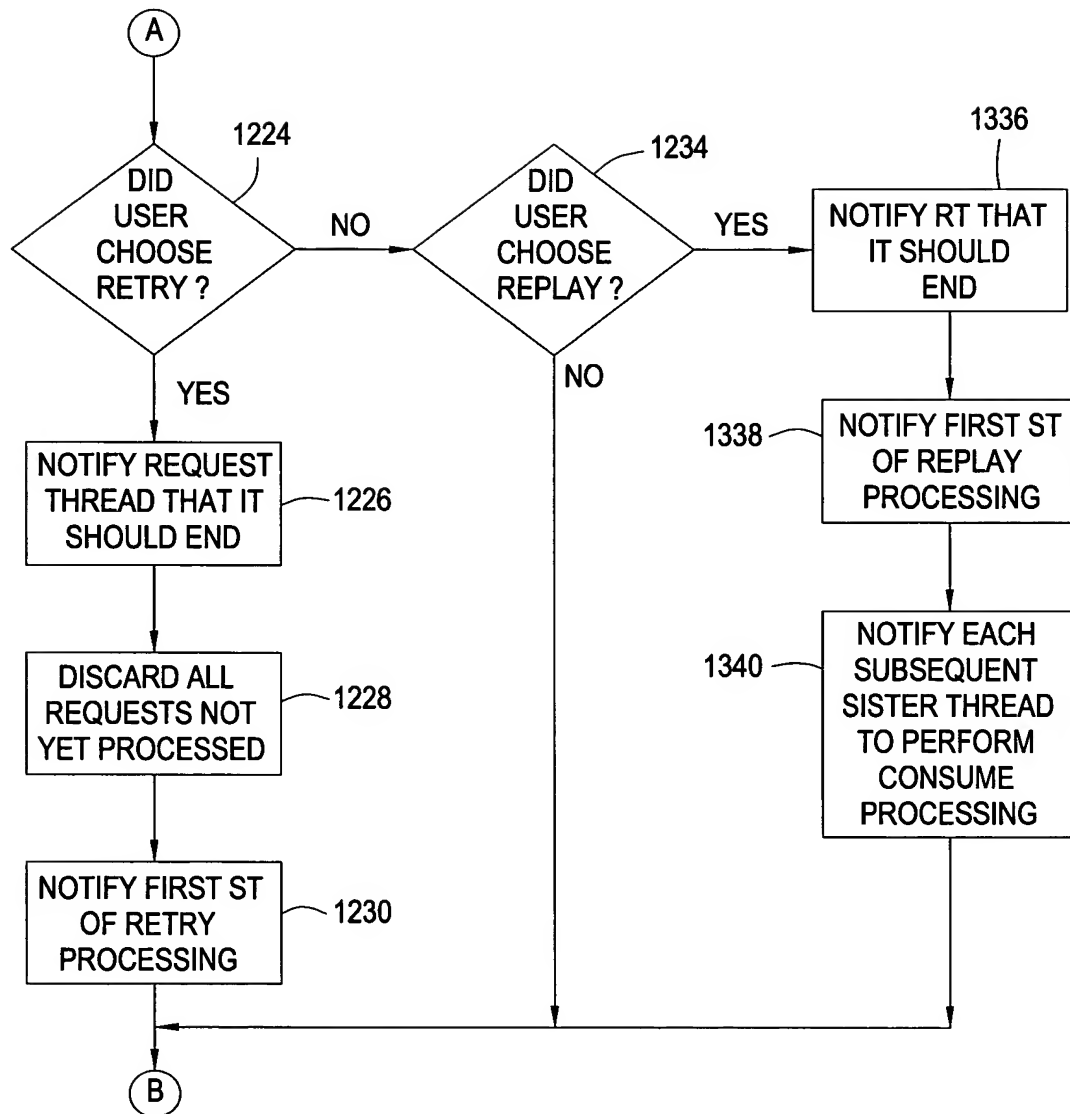 A
1224
DID
USER
CHOOSE
RETRY ?
NO
1234
DID
USER
CHOOSE
REPLAY ?
YES
1336
NOTIFY RT THAT
IT SHOULD
END
YES
NO
NOTIFY REQUEST
THREAD THAT IT
SHOULD END
1226
1338
NOTIFY FIRST ST
OF REPLAY
PROCESSING
DISCARD ALL
REQUESTS NOT
YET PROCESSED
1228
1340
NOTIFY EACH
SUBSEQUENT
SISTER THREAD
TO PERFORM
CONSUME
PROCESSING
NOTIFY FIRST ST
OF RETRY
PROCESSING
1230
B